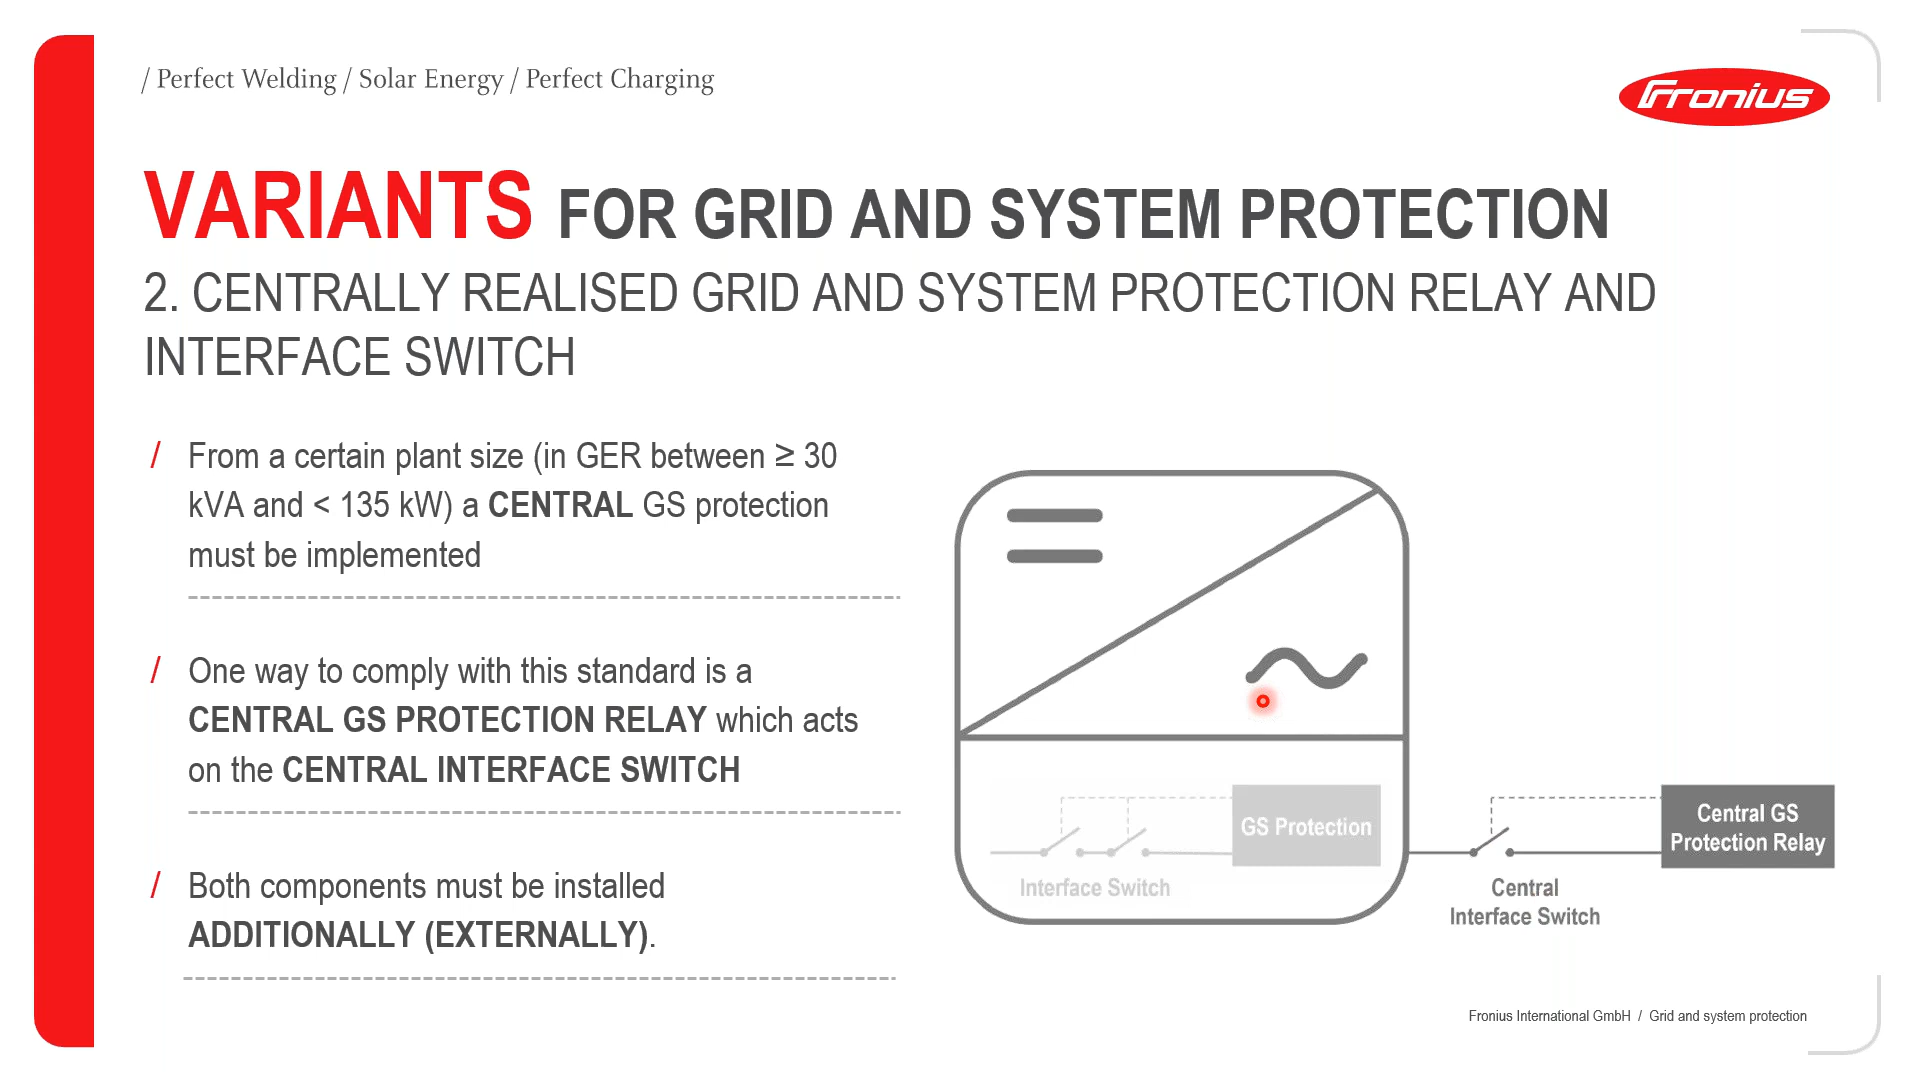 / Perfect Welding / Solar Energy / Perfect Charging
Fronius
VARIANTS FOR GRID AND SYSTEM PROTECTION
2. CENTRALLY REALISED GRID AND SYSTEM PROTECTION RELAY AND
INTERFACE SWITCH
/ From a certain plant size (in GER between ≥ 30
kVA and < 135 kW) a CENTRAL GS protection
must be implemented
/ One way to comply with this standard is a
CENTRAL GS PROTECTION RELAY which acts
on the CENTRAL INTERFACE SWITCH
/ Both components must be installed
ADDITIONALLY (EXTERNALLY).
GS Protection
Interface Switch
Central GS
Protection Relay
Central
Interface Switch
Fronius International GmbH / Grid and system protection